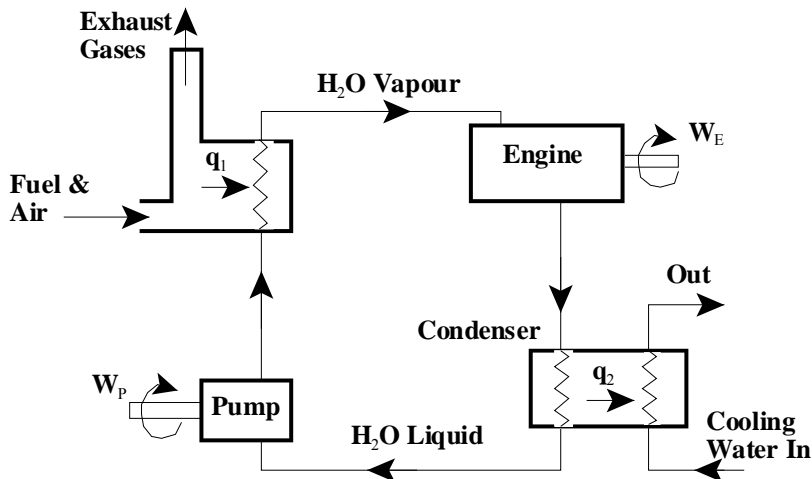 Exhaust
Gases
H₂O Vapour
q₁
Engine
W_E
Fuel &
Air
Out
Condenser
W_P
Pump
q₂
H₂O Liquid
Cooling
Water In